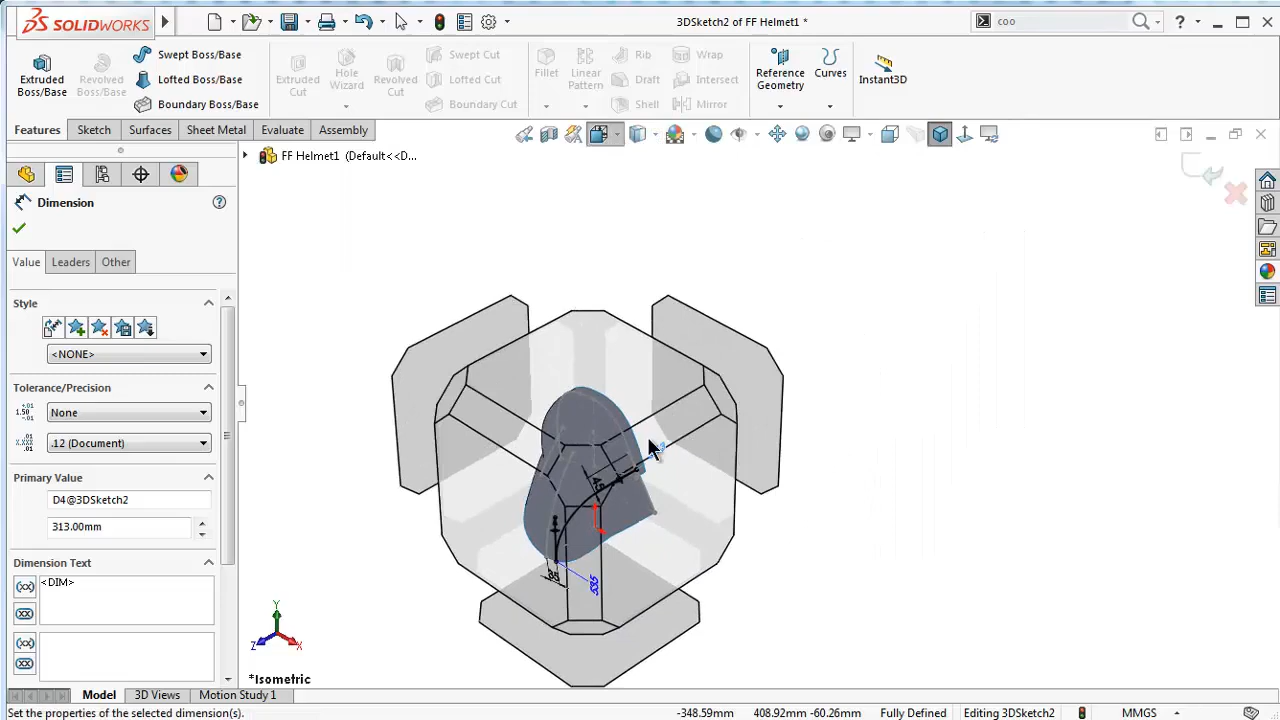 SOLIDWORKS
3DSketch2 of FF Helmet1 *
coo
Extruded Boss/Base
Revolved Boss/Base
Swept Boss/Base
Lofted Boss/Base
Boundary Boss/Base
Extruded Cut
Hole Wizard
Revolved Cut
Swept Cut
Lofted Cut
Boundary Cut
Fillet
Linear Pattern
Rib
Draft
Shell
Wrap
Intersect
Mirror
Reference Geometry
Curves
Instant3D
Features
Sketch
Surfaces
Sheet Metal
Evaluate
Assembly
FF Helmet1 (Default<<D...
Dimension
Value
Leaders
Other
Style
<NONE>
Tolerance/Precision
None
.12 (Document)
Primary Value
D4@3DSketch2
313.00mm
Dimension Text
<DIM>
45
35
535
Y
Z
X
*Isometric
Model
3D Views
Motion Study 1
Set the properties of the selected dimension(s).
-348.59mm
408.92mm -60.26mm
Fully Defined
Editing 3DSketch2
MMGS